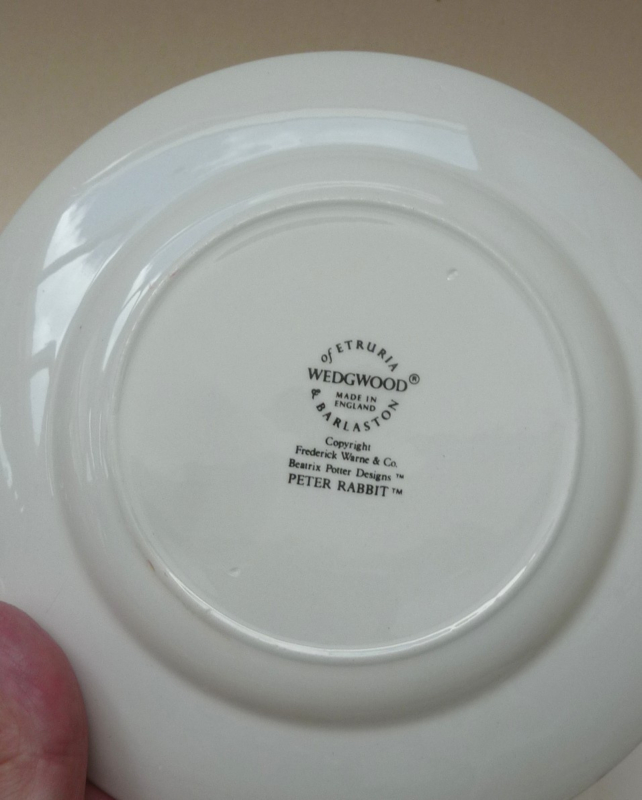 of ETRURIA
WEDGWOOD®
MADE IN
ENGLAND
& BARLASTON
Copyright
Frederick Warne & Co.
Beatrix Potter Designs ™
PETER RABBIT ™